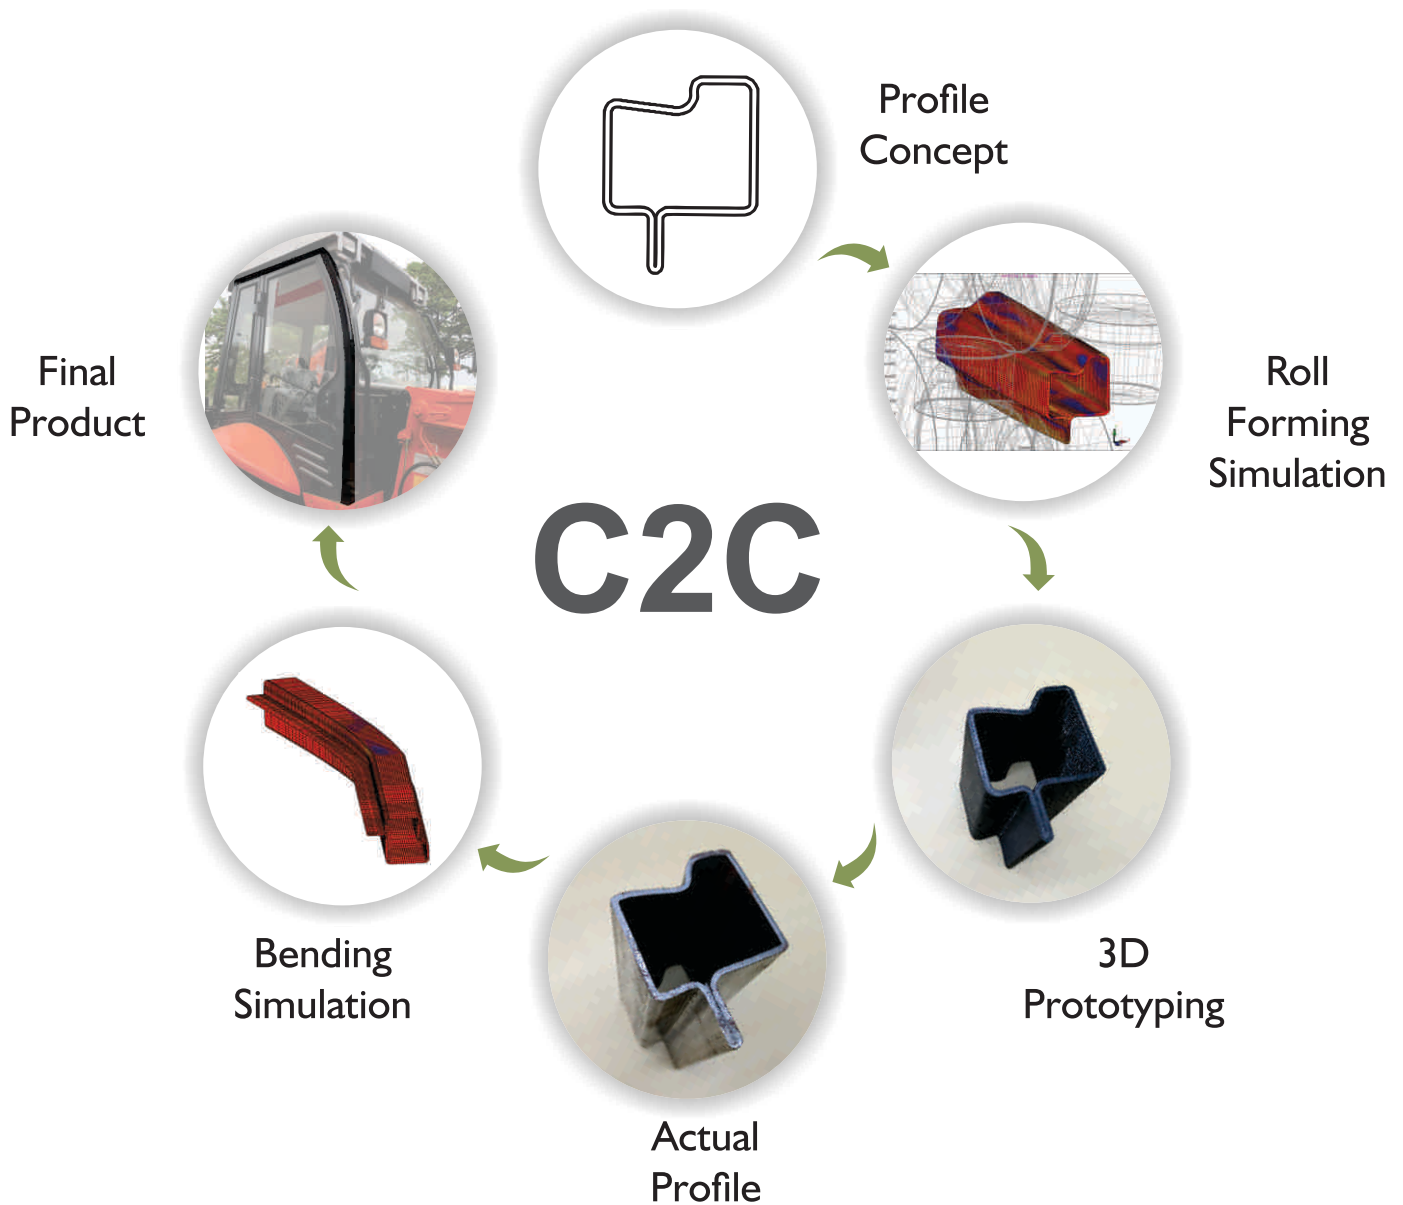 Profile
Concept
Roll
Forming
Simulation
3D
Prototyping
Actual
Profile
Bending
Simulation
Final
Product
C2C